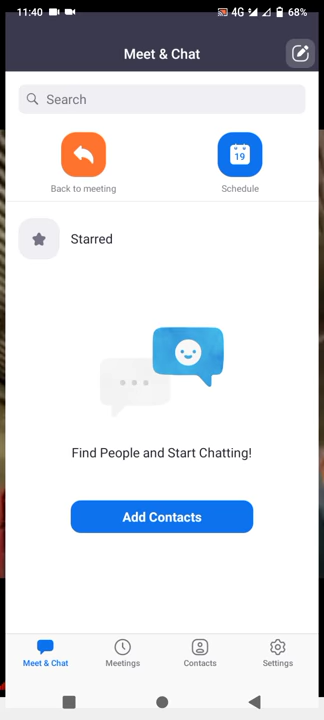 11:40
4G
68%
Meet & Chat
Search
Back to meeting
19
Schedule
Starred
Find People and Start Chatting!
Add Contacts
Meet & Chat
Meetings
Contacts
Settings